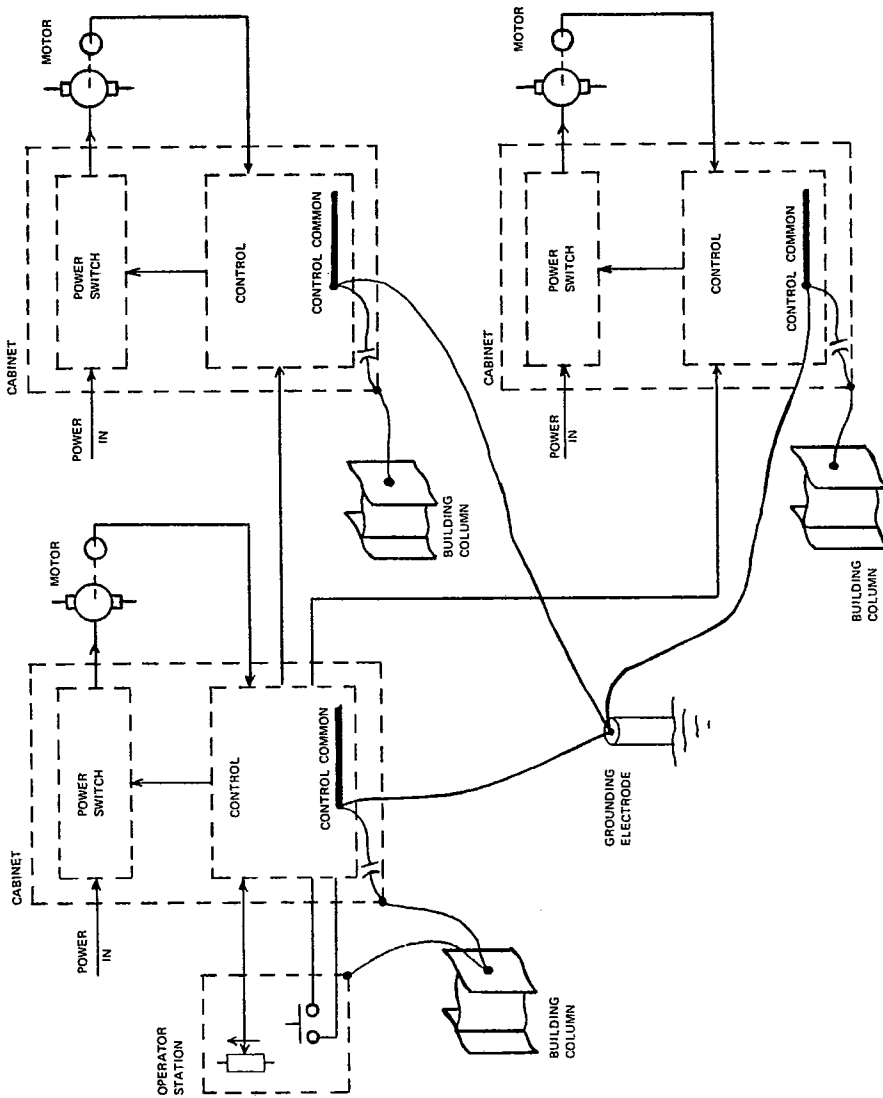 MOTOR
CABINET
POWER
SWITCH
POWER
IN
CONTROL
CONTROL COMMON
BUILDING
COLUMN
MOTOR
CABINET
POWER
SWITCH
POWER
IN
CONTROL
CONTROL COMMON
BUILDING
COLUMN
MOTOR
CABINET
POWER
SWITCH
POWER
IN
CONTROL
CONTROL COMMON
OPERATOR
STATION
BUILDING
COLUMN
GROUNDING
ELECTRODE